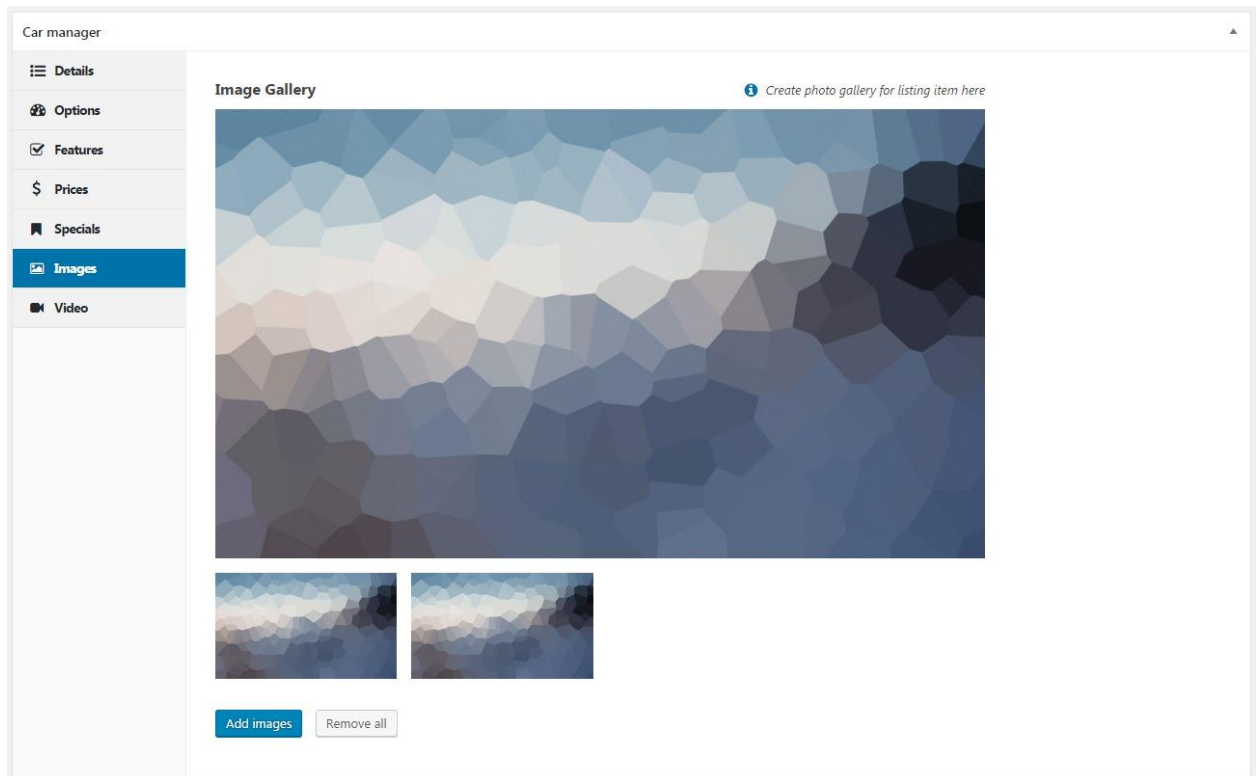 Car manager
Details
Options
Features
$ Prices
Specials
Images
Video
Image Gallery
Create photo gallery for listing item here
Add images
Remove all